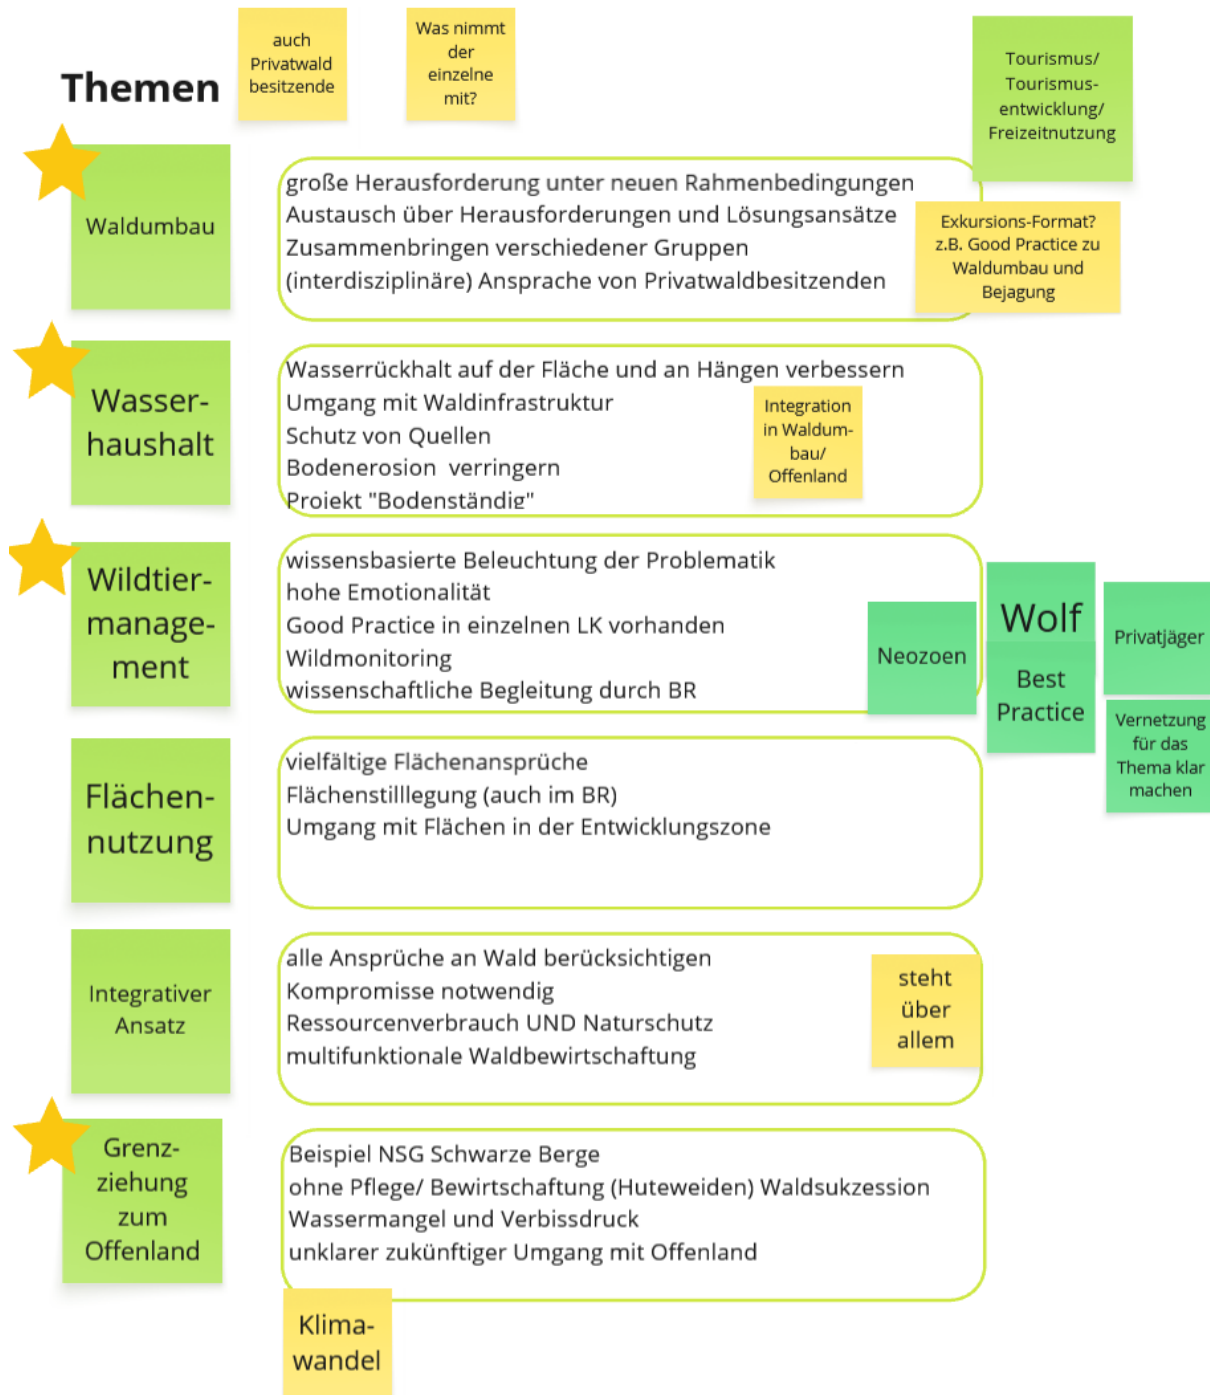 Themen
auch
Privatwald
besitzende
Was nimmt
der
einzelne
mit?
Tourismus/
Tourismus-
entwicklung/
Freizeitnutzung
Waldumbau
große Herausforderung unter neuen Rahmenbedingungen
Austausch über Herausforderungen und Lösungsansätze
Zusammenbringen verschiedener Gruppen
(interdisziplinäre) Ansprache von Privatwaldbesitzenden
Exkursions-Format?
z.B. Good Practice zu
Waldumbau und
Bejagung
Wasser-
haushalt
Wasserrückhalt auf der Fläche und an Hängen verbessern
Umgang mit Waldinfrastruktur
Schutz von Quellen
Bodenerosion  verringern
Projekt "Bodenständig"
Integration
in Waldum-
bau/
Offenland
Wildtier-
manage-
ment
wissensbasierte Beleuchtung der Problematik
hohe Emotionalität
Good Practice in einzelnen LK vorhanden
Wildmonitoring
wissenschaftliche Begleitung durch BR
Neozoen
Wolf
Best
Practice
Privatjäger
Vernetzung
für das
Thema klar
machen
Flächen-
nutzung
vielfältige Flächenansprüche
Flächenstilllegung (auch im BR)
Umgang mit Flächen in der Entwicklungszone
Integrativer
Ansatz
alle Ansprüche an Wald berücksichtigen
Kompromisse notwendig
Ressourcenverbrauch UND Naturschutz
multifunktionale Waldbewirtschaftung
steht
über
allem
Grenz-
ziehung
zum
Offenland
Beispiel NSG Schwarze Berge
ohne Pflege/ Bewirtschaftung (Huteweiden) Waldsukzession
Wassermangel und Verbissdruck
unklarer zukünftiger Umgang mit Offenland
Klima-
wandel